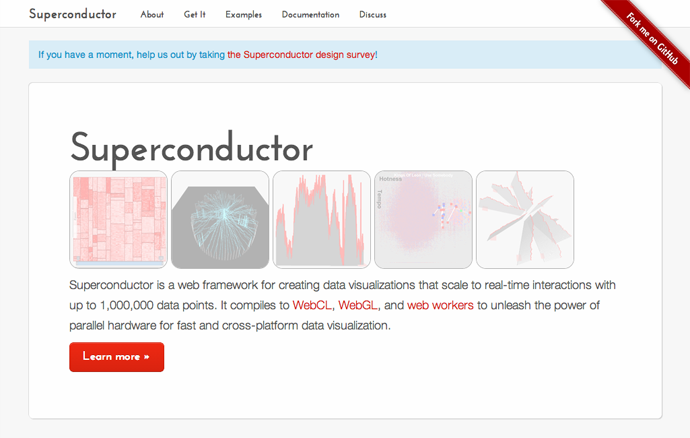 Superconductor About Get It Examples Documentation Discuss
Fork me on GitHub
If you have a moment, help us out by taking the Superconductor design survey!
Superconductor
Hotness
Tempo
Superconductor is a web framework for creating data visualizations that scale to real-time interactions with
up to 1,000,000 data points. It compiles to WebCL, WebGL, and web workers to unleash the power of
parallel hardware for fast and cross-platform data visualization.
Learn more »